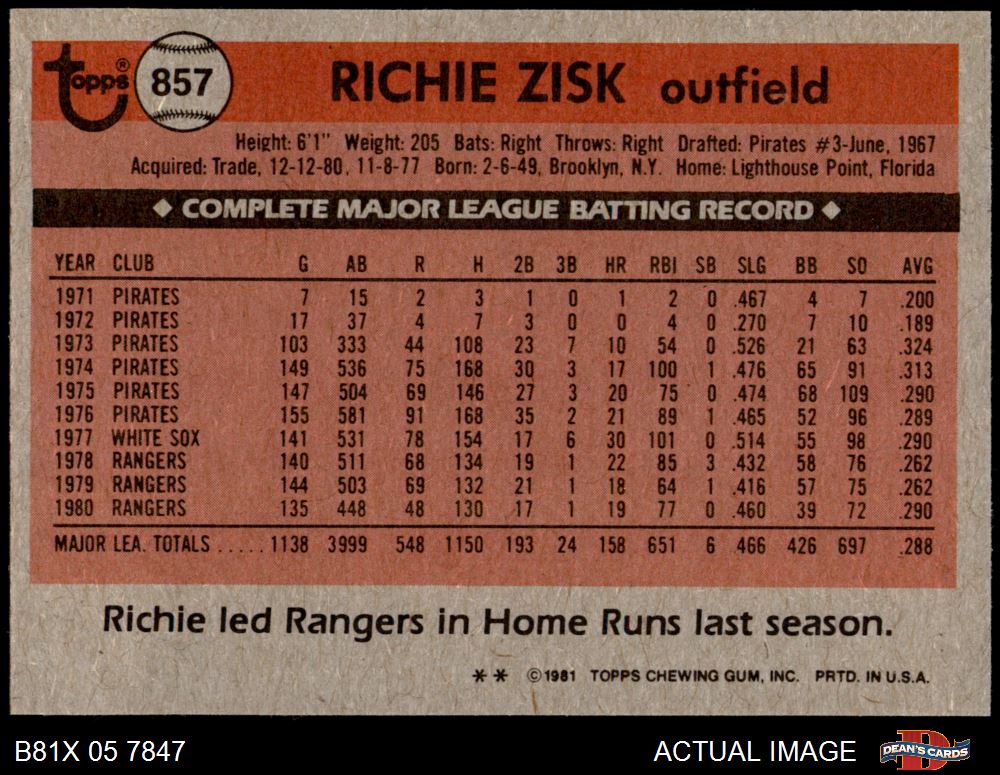 topps® 857 RICHIE ZISK outfield
Height: 6'1" Weight: 205 Bats: Right Throws: Right Drafted: Pirates #3-June, 1967
Acquired: Trade, 12-12-80, 11-8-77 Born: 2-6-49, Brooklyn, N.Y. Home: Lighthouse Point, Florida
◆ COMPLETE MAJOR LEAGUE BATTING RECORD ◆
YEAR CLUB G AB R H 2B 3B HR RBI SB SLG BB SO AVG
1971 PIRATES 7 15 2 3 1 0 1 2 0 .467 4 7 .200
1972 PIRATES 17 37 4 7 3 0 0 4 0 .270 7 10 .189
1973 PIRATES 103 333 44 108 23 7 10 54 0 .526 21 63 .324
1974 PIRATES 149 536 75 168 30 3 17 100 1 .476 65 91 .313
1975 PIRATES 147 504 69 146 27 3 20 75 0 .474 68 109 .290
1976 PIRATES 155 581 91 168 35 2 21 89 1 .465 52 96 .289
1977 WHITE SOX 141 531 78 154 17 6 30 101 0 .514 55 98 .290
1978 RANGERS 140 511 68 134 19 1 22 85 3 .432 58 76 .262
1979 RANGERS 144 503 69 132 21 1 18 64 1 .416 57 75 .262
1980 RANGERS 135 448 48 130 17 1 19 77 0 .460 39 72 .290
MAJOR LEA. TOTALS ..... 1138 3999 548 1150 193 24 158 651 6 .466 426 697 .288
Richie led Rangers in Home Runs last season.
** ©1981 TOPPS CHEWING GUM, INC. PRTD. IN U.S.A.
B81X 05 7847 ACTUAL IMAGE DEAN'S CARDS